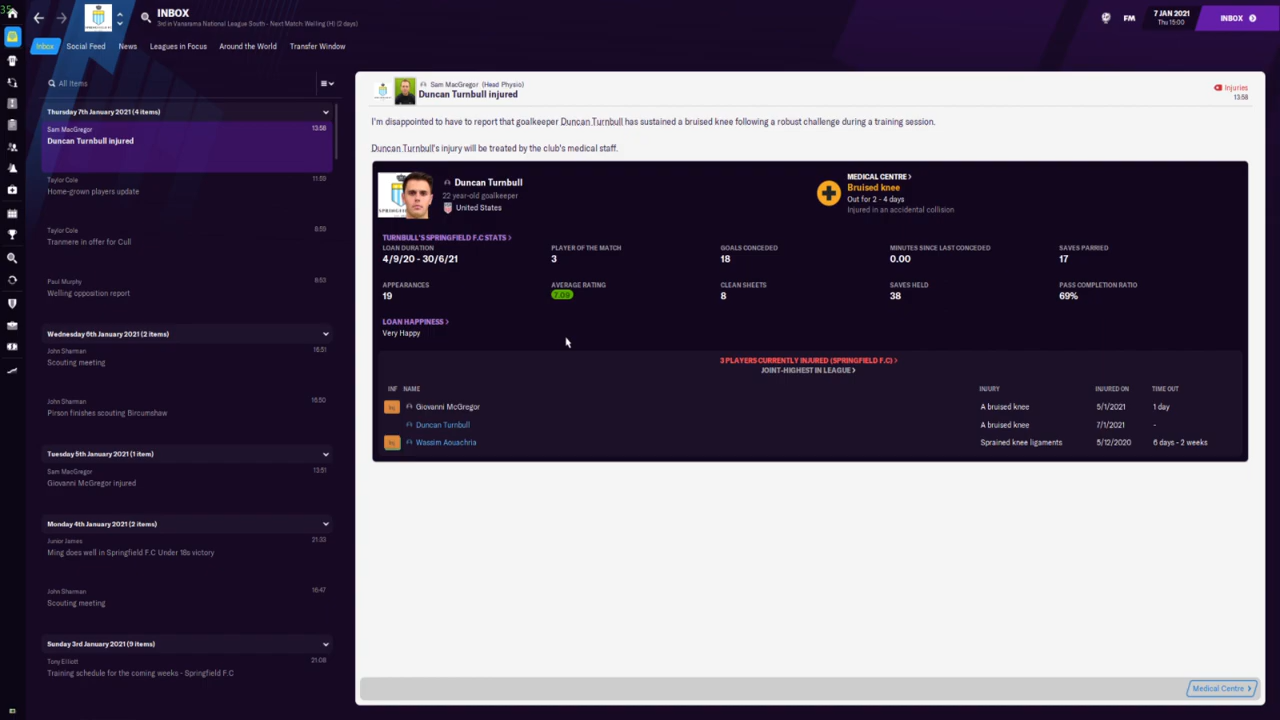 35
INBOX
3rd in Vanarama National League South - Next Match Welling (H) (2 days)
FM
7 JAN 2021
Thu 15:00
INBOX
Inbox
Social Feed
News
Leagues in Focus
Around the World
Transfer Window
All Items
Thursday 7th January 2021 (4 items)
Sam MacGregor
13:58
Duncan Turnbull injured
Taylor Cole
11:59
Home-grown players update
Taylor Cole
8:59
Tranmere in offer for Cull
Paul Murphy
8:53
Welling opposition report
Wednesday 6th January 2021 (2 items)
John Sharman
16:51
Scouting meeting
John Sharman
16:50
Pirson finishes scouting Bircumshaw
Tuesday 5th January 2021 (1 item)
Sam MacGregor
13:51
Giovanni McGregor injured
Monday 4th January 2021 (2 items)
Junior James
21:33
Ming does well in Springfield F.C Under 18s victory
John Sharman
16:47
Scouting meeting
Sunday 3rd January 2021 (9 items)
Tony Elliott
21:08
Training schedule for the coming weeks - Springfield F.C
Sam MacGregor (Head Physio)
Duncan Turnbull injured
Injuries
13:58
I'm disappointed to have to report that goalkeeper Duncan Turnbull has sustained a bruised knee following a robust challenge during a training session.
Duncan Turnbull's injury will be treated by the club's medical staff.
Duncan Turnbull
22 year-old goalkeeper
United States
MEDICAL CENTRE >
Bruised knee
Out for 2 - 4 days
Injured in an accidental collision
TURNBULL'S SPRINGFIELD F.C STATS >
LOAN DURATION
PLAYER OF THE MATCH
GOALS CONCEDED
MINUTES SINCE LAST CONCEDED
SAVES PARRIED
4/9/20 - 30/6/21
3
18
0.00
17
APPEARANCES
AVERAGE RATING
CLEAN SHEETS
SAVES HELD
PASS COMPLETION RATIO
19
7.09
8
38
69%
LOAN HAPPINESS >
Very Happy
3 PLAYERS CURRENTLY INJURED (SPRINGFIELD F.C) >
JOINT-HIGHEST IN LEAGUE >
INF NAME INJURY INJURED ON TIME OUT
Inj Giovanni McGregor A bruised knee 5/1/2021 1 day
Duncan Turnbull A bruised knee 7/1/2021 -
Inj Wassim Aouachria Sprained knee ligaments 5/12/2020 6 days - 2 weeks
Medical Centre >